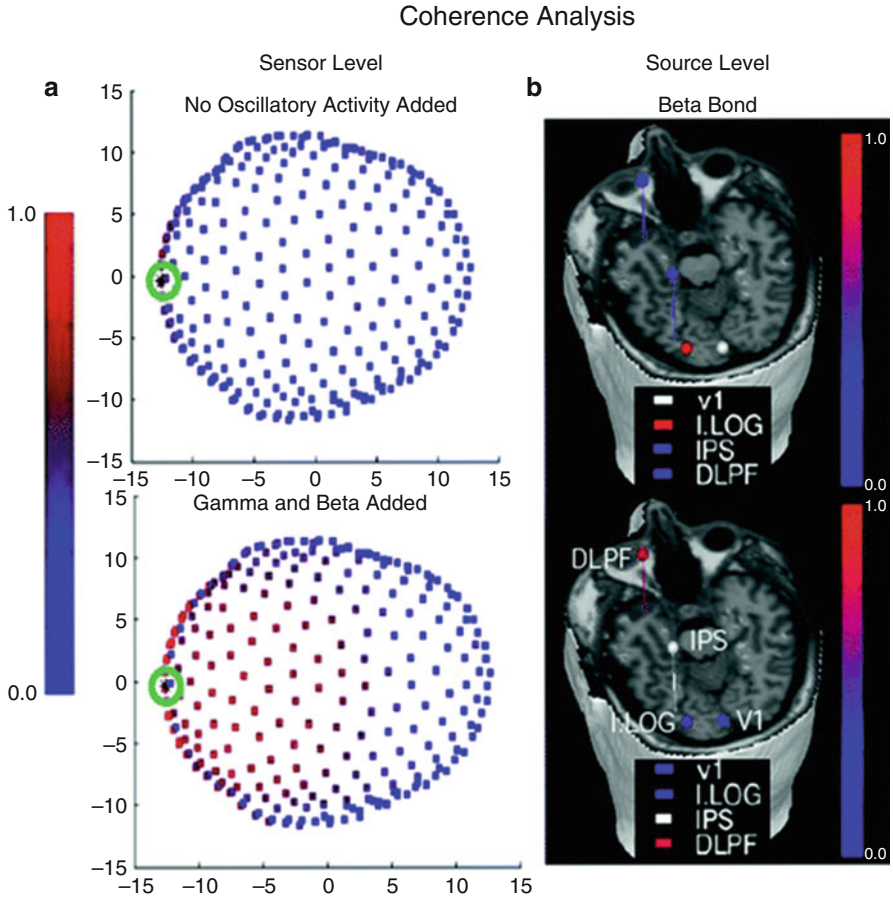 Coherence Analysis
a
Sensor Level
No Oscillatory Activity Added
1.0
0.0
15
10
5
0
−5
−10
−15
−15 −10 −5 0 5 10 15
Gamma and Beta Added
15
10
5
0
−5
−10
−15
−15 −10 −5 0 5 10 15
b
Source Level
Beta Bond
1.0
0.0
v1
I.LOG
IPS
DLPF
1.0
0.0
DLPF
IPS
I.LOG
V1
v1
I.LOG
IPS
DLPF